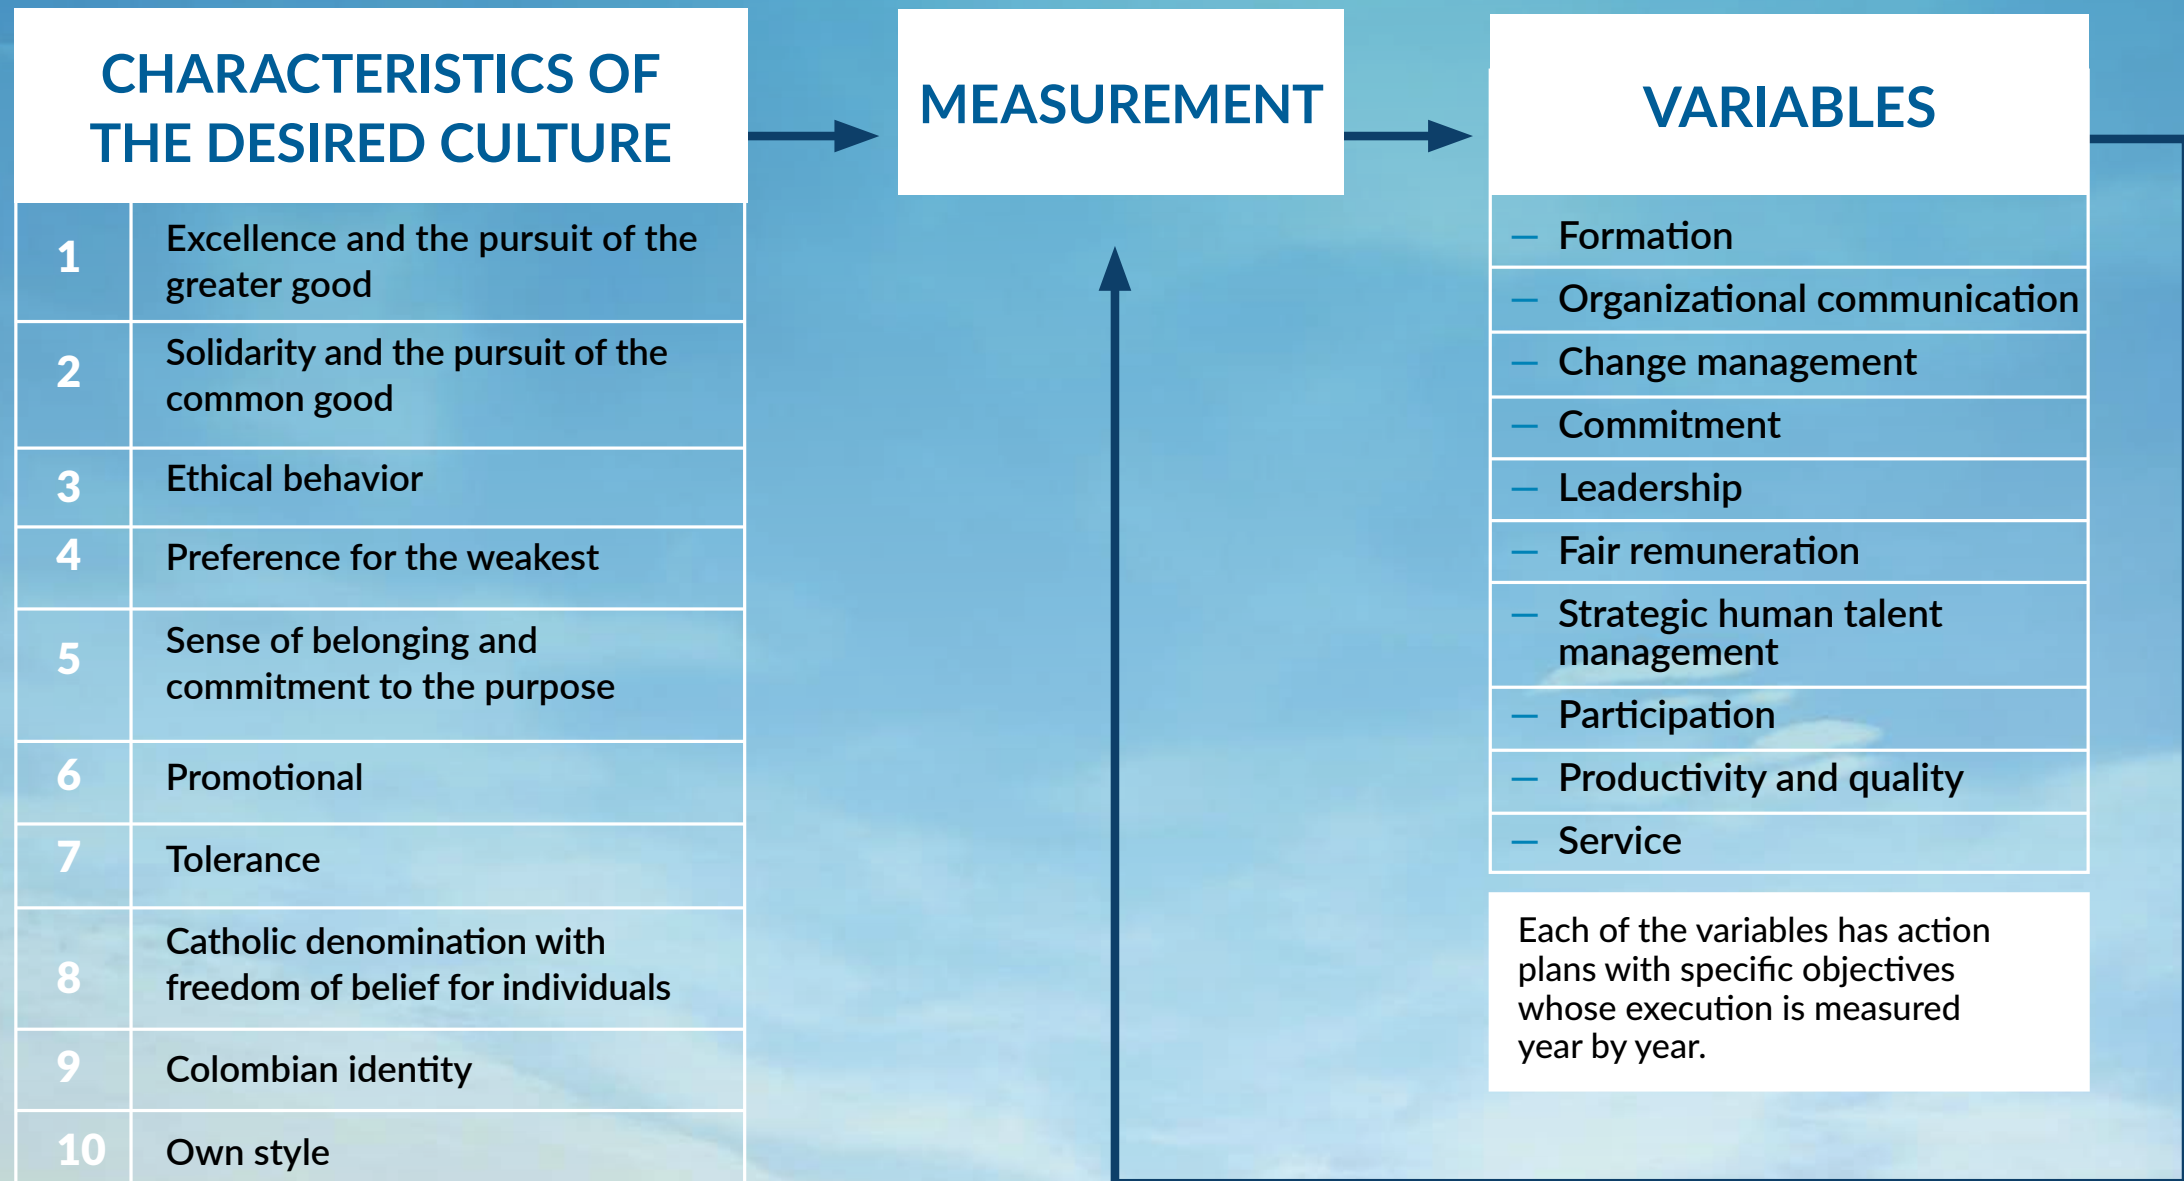 CHARACTERISTICS OF
THE DESIRED CULTURE
1
Excellence and the pursuit of the
greater good
2
Solidarity and the pursuit of the
common good
3
Ethical behavior
4
Preference for the weakest
5
Sense of belonging and
commitment to the purpose
6
Promotional
7
Tolerance
8
Catholic denomination with
freedom of belief for individuals
9
Colombian identity
10
Own style
MEASUREMENT
VARIABLES
— Formation
— Organizational communication
— Change management
— Commitment
— Leadership
— Fair remuneration
— Strategic human talent
management
— Participation
— Productivity and quality
— Service
Each of the variables has action
plans with specific objectives
whose execution is measured
year by year.